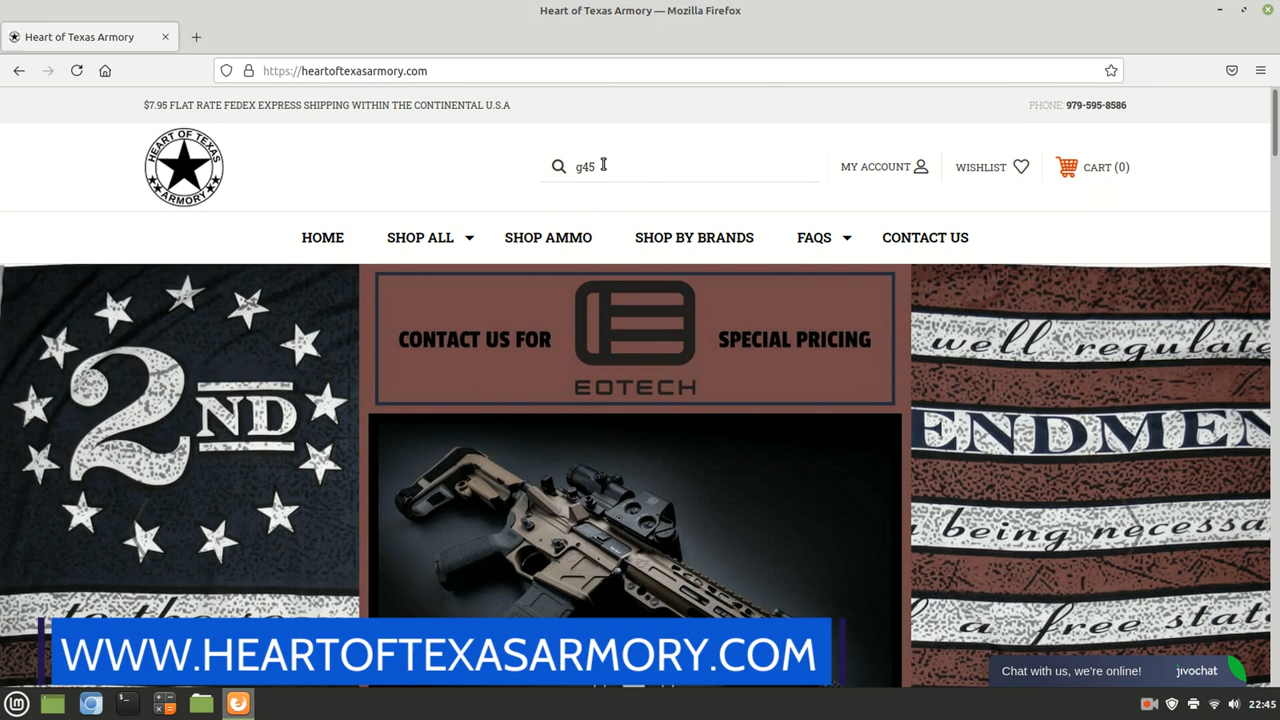 Heart of Texas Armory — Mozilla Firefox
Heart of Texas Armory
https://heartoftexasarmory.com
$7.95 FLAT RATE FEDEX EXPRESS SHIPPING WITHIN THE CONTINENTAL U.S.A
PHONE: 979-595-8586
HEART OF TEXAS
ARMORY
g45
MY ACCOUNT
WISHLIST
CART (0)
HOME
SHOP ALL
SHOP AMMO
SHOP BY BRANDS
FAQS
CONTACT US
CONTACT US FOR
EOTECH
SPECIAL PRICING
2ND
well regulat
ENDMEN
being necessa
a free stat
to the
WWW.HEARTOFTEXASARMORY.COM
Chat with us, we're online!
jivochat
22:45